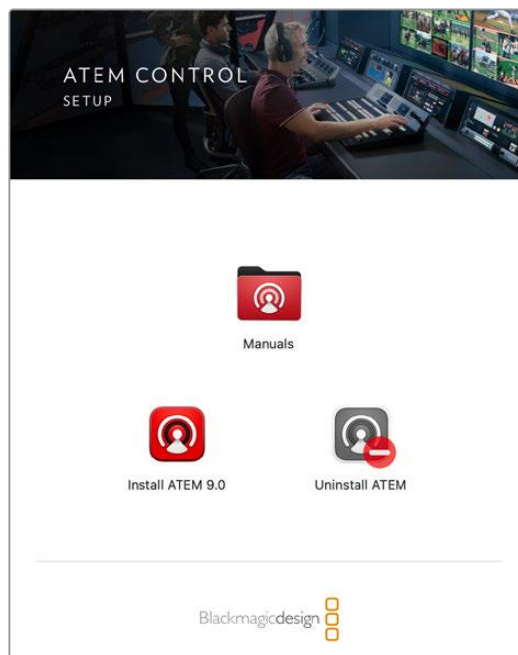 ATEM CONTROL
SETUP
Manuals
Install ATEM 9.0
Uninstall ATEM
Blackmagicdesign